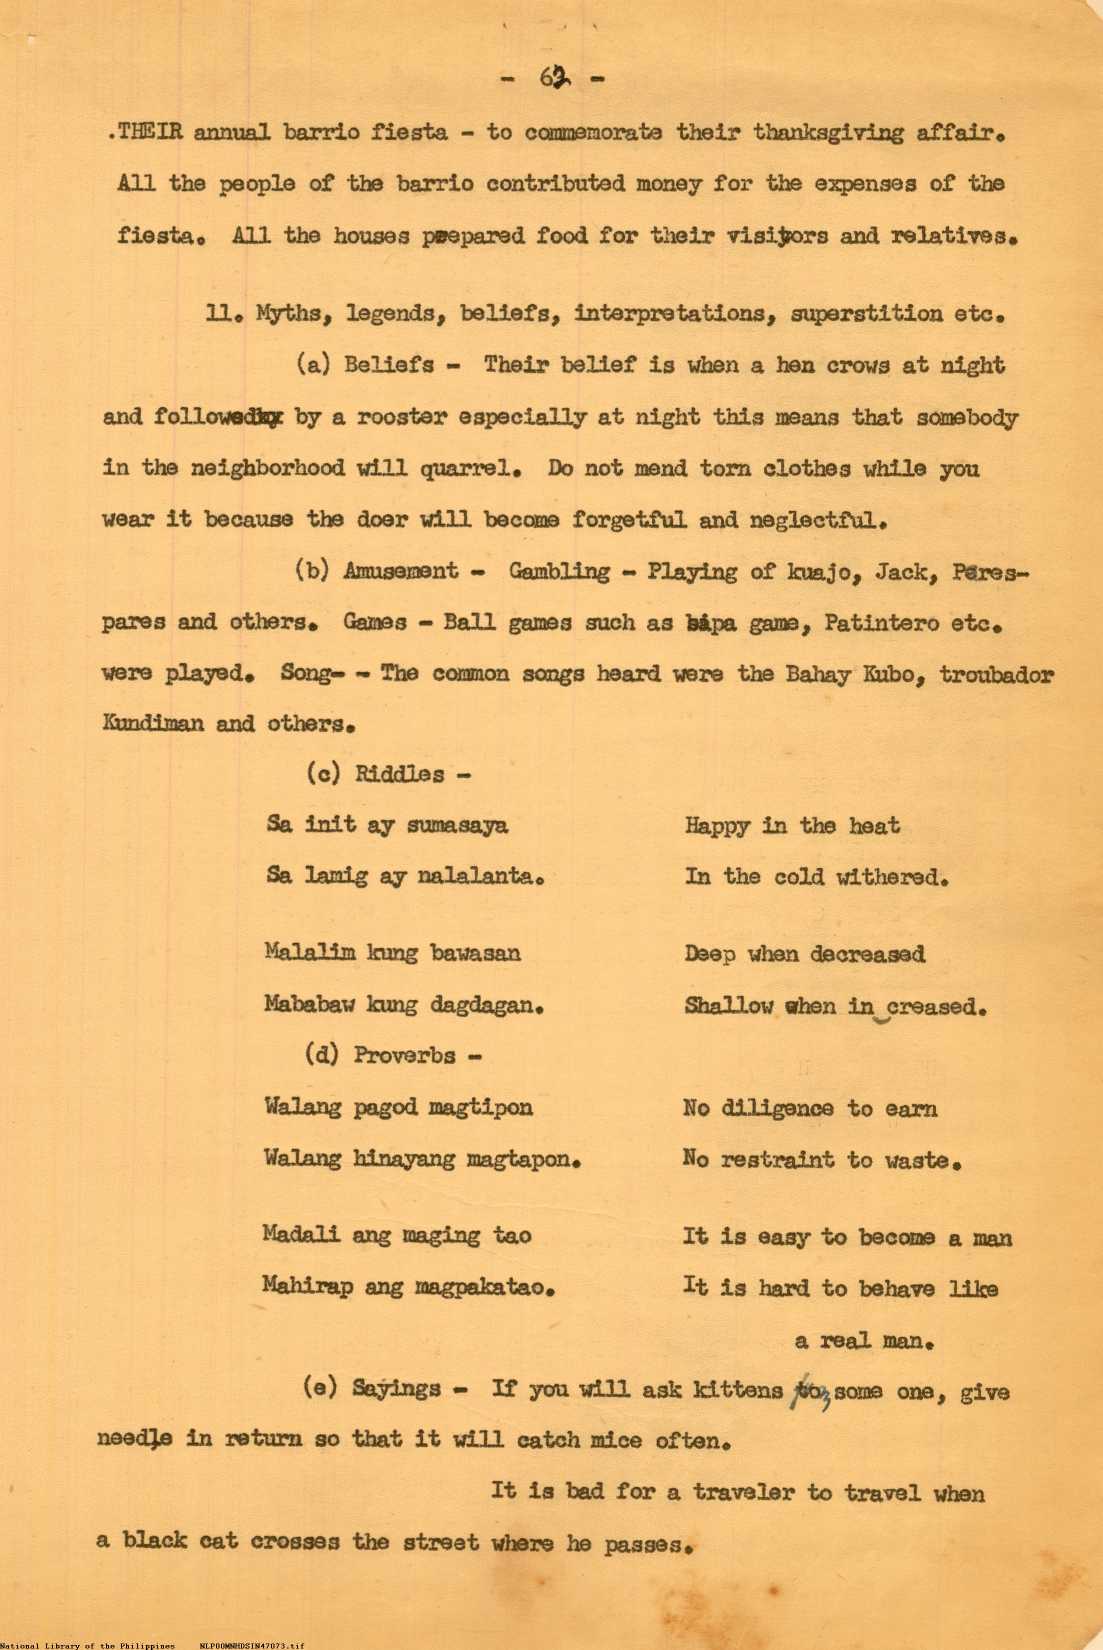 - 62 -
.THEIR annual barrio fiesta - to commemorate their thanksgiving affair.
All the people of the barrio contributed money for the expenses of the
fiesta. All the houses prepared food for their visitors and relatives.
11. Myths, legends, beliefs, interpretations, superstition etc.
(a) Beliefs - Their belief is when a hen crows at night
and followed by a rooster especially at night this means that somebody
in the neighborhood will quarrel. Do not mend torn clothes while you
wear it because the doer will become forgetful and neglectful.
(b) Amusement - Gambling - Playing of kuajo, Jack, Pares-
pares and others. Games - Ball games such as sipa game, Patintero etc.
were played. Song- - The common songs heard were the Bahay Kubo, troubador
Kundiman and others.
(c) Riddles -
Sa init ay sumasaya Happy in the heat
Sa lamig ay nalalanta. In the cold withered.
Malalim kung bawasan Deep when decreased
Mababaw kung dagdagan. Shallow when in creased.
(d) Proverbs -
Walang pagod magtipon No diligence to earn
Walang hinayang magtapon. No restraint to waste.
Madali ang maging tao It is easy to become a man
Mahirap ang magpakatao. It is hard to behave like
a real man.
(e) Sayings - If you will ask kittens to some one, give
needle in return so that it will catch mice often.
It is bad for a traveler to travel when
a black cat crosses the street where he passes.
National Library of the Philippines NLP00MNHDSIN47073.tif